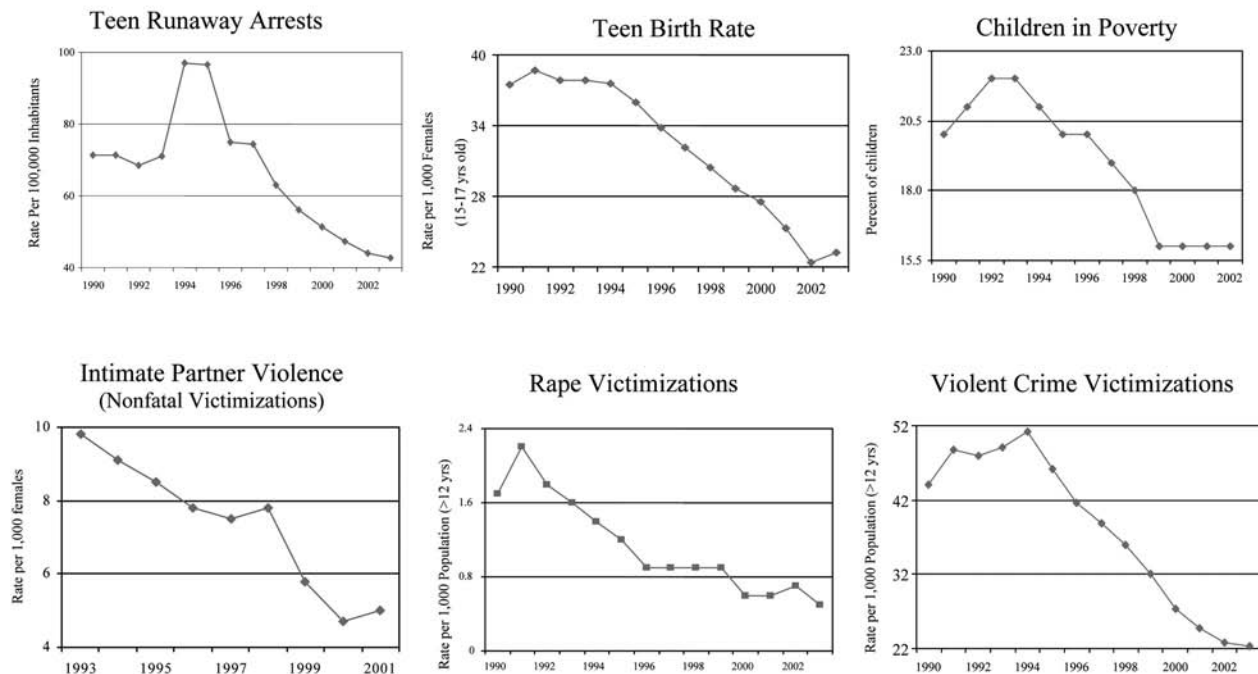 Teen Runaway Arrests
Rate Per 100,000 Inhabitants
100
80
60
40
1990 1992 1994 1996 1998 2000 2002
Teen Birth Rate
Rate per 1,000 Females
(15-17 yrs old)
40
34
28
22
1990 1992 1994 1996 1998 2000 2002
Children in Poverty
Percent of children
23.0
20.5
18.0
15.5
1990 1992 1994 1996 1998 2000 2002
Intimate Partner Violence
(Nonfatal Victimizations)
Rate per 1,000 females
10
8
6
4
1993 1995 1997 1999 2001
Rape Victimizations
Rate per 1,000 Population (>12 yrs)
2.4
1.6
0.8
0
1990 1992 1994 1996 1998 2000 2002
Violent Crime Victimizations
Rate per 1,000 Population (>12 yrs)
52
42
32
22
1990 1992 1994 1996 1998 2000 2002